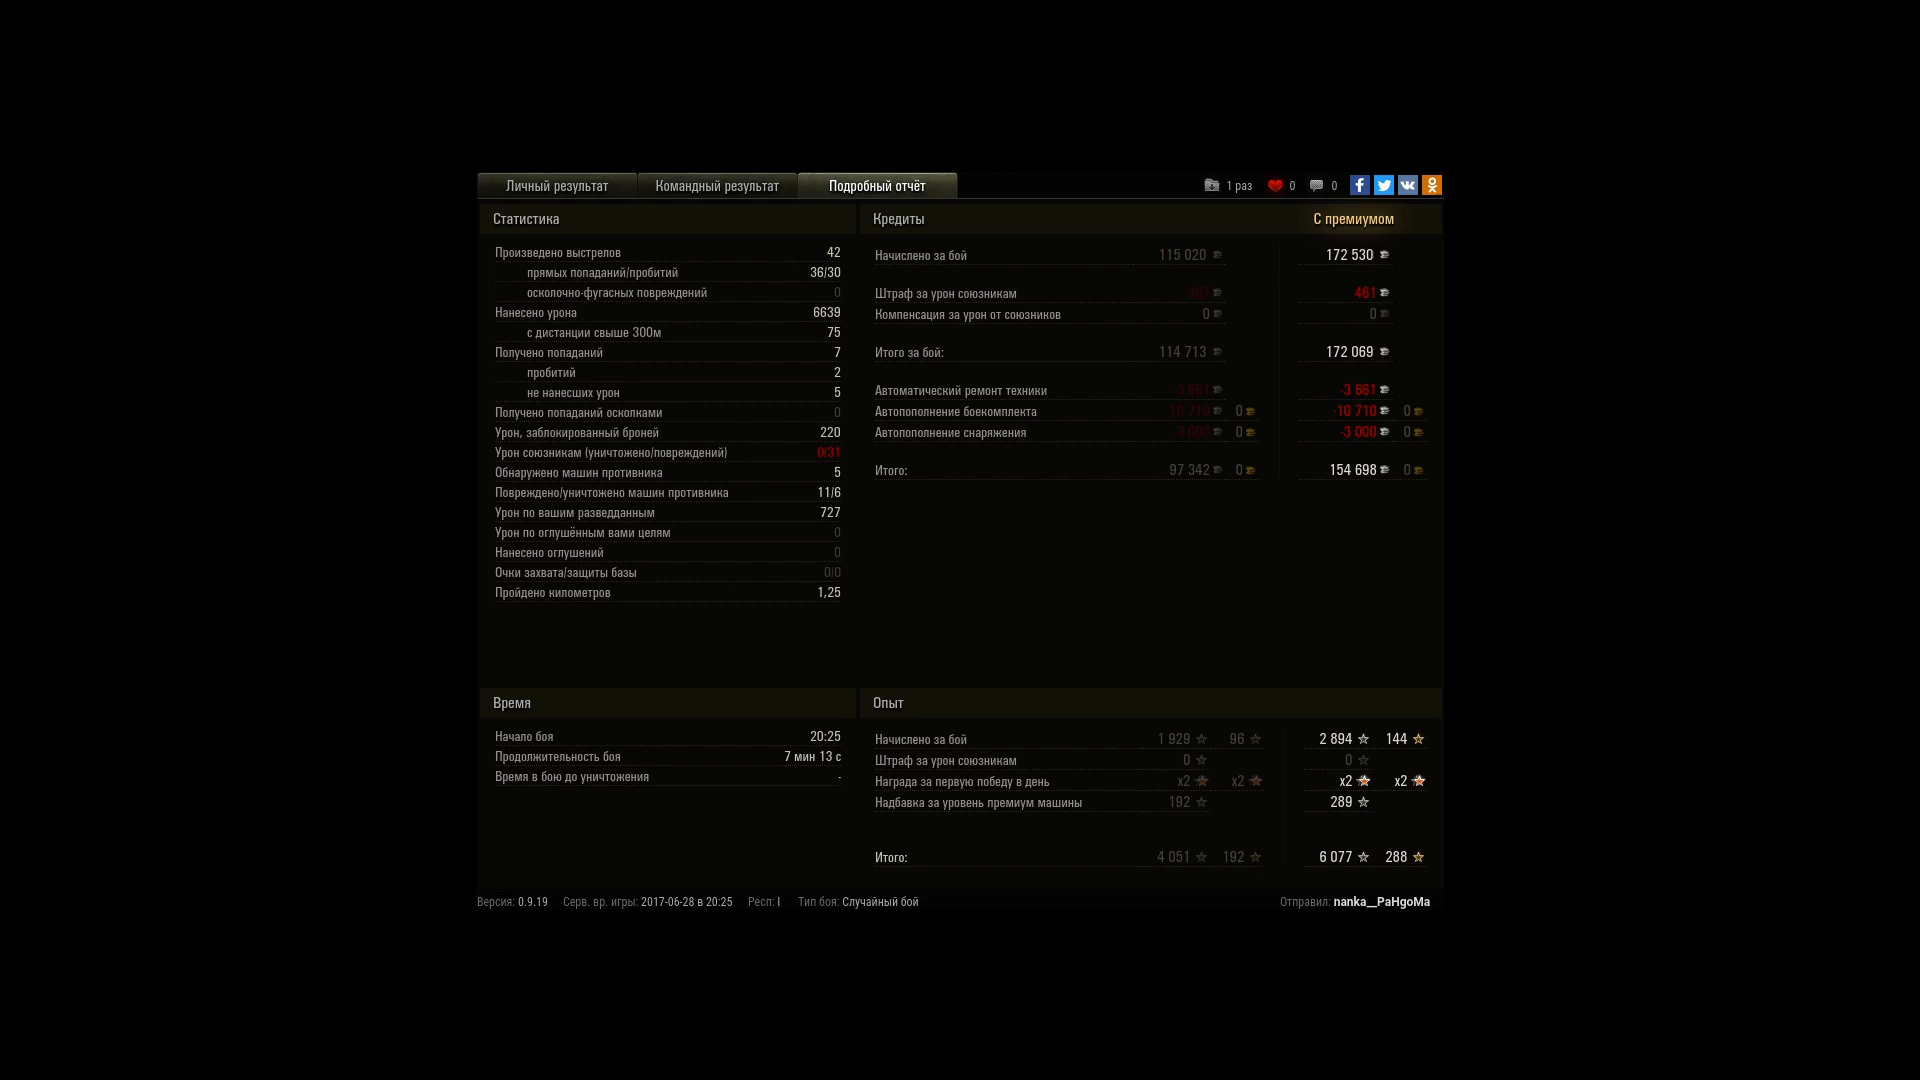 Личный результат Командный результат Подробный отчёт 1 раз 0 0
Статистика
Произведено выстрелов 42
прямых попаданий/пробитий 36/30
осколочно-фугасных повреждений 0
Нанесено урона 6639
с дистанции свыше 300м 75
Получено попаданий 7
пробитий 2
не нанесших урон 5
Получено попаданий осколками 0
Урон, заблокированный броней 220
Урон союзникам (уничтожено/повреждений) 0/31
Обнаружено машин противника 5
Повреждено/уничтожено машин противника 11/6
Урон по вашим разведданным 727
Урон по оглушённым вами целям 0
Нанесено оглушений 0
Очки захвата/защиты базы 0/0
Пройдено километров 1,25
Кредиты С премиумом
Начислено за бой 115 020 172 530
Штраф за урон союзникам 461
Компенсация за урон от союзников 0 0
Итого за бой: 114 713 172 069
Автоматический ремонт техники -3 661 -3 661
Автопополнение боекомплекта -10 710 0 -10 710 0
Автопополнение снаряжения -3 000 0 -3 000 0
Итого: 97 342 0 154 698 0
Время
Начало боя 20:25
Продолжительность боя 7 мин 13 с
Время в бою до уничтожения -
Опыт
Начислено за бой 1 929 96 2 894 144
Штраф за урон союзникам 0 0
Награда за первую победу в день x2 x2 x2 x2
Надбавка за уровень премиум машины 192 289
Итого: 4 051 192 6 077 288
Версия: 0.9.19 Серв. вр. игры: 2017-06-28 в 20:25 Респ: I Тип боя: Случайный бой Отправил: nanka__PaHgoMa